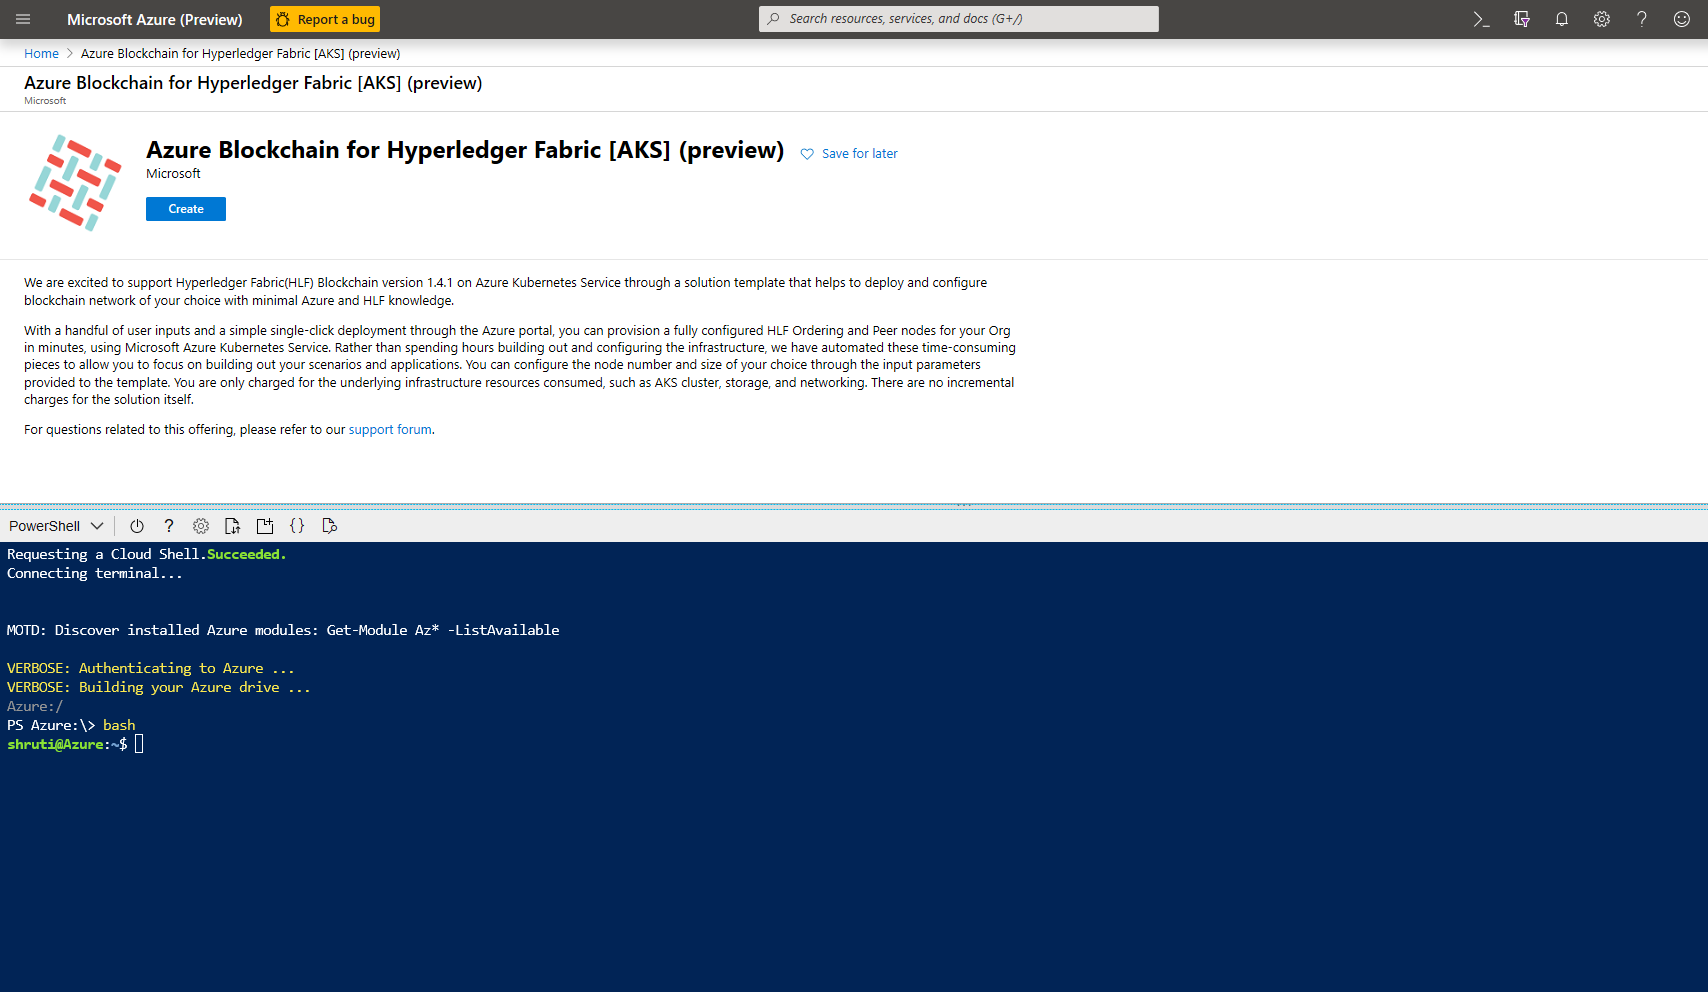 Microsoft Azure (Preview)
Report a bug
Search resources, services, and docs (G+/)
Home > Azure Blockchain for Hyperledger Fabric [AKS] (preview)
Azure Blockchain for Hyperledger Fabric [AKS] (preview)
Microsoft
Azure Blockchain for Hyperledger Fabric [AKS] (preview)
Save for later
Microsoft
Create
We are excited to support Hyperledger Fabric(HLF) Blockchain version 1.4.1 on Azure Kubernetes Service through a solution template that helps to deploy and configure
blockchain network of your choice with minimal Azure and HLF knowledge.
With a handful of user inputs and a simple single-click deployment through the Azure portal, you can provision a fully configured HLF Ordering and Peer nodes for your Org
in minutes, using Microsoft Azure Kubernetes Service. Rather than spending hours building out and configuring the infrastructure, we have automated these time-consuming
pieces to allow you to focus on building out your scenarios and applications. You can configure the node number and size of your choice through the input parameters
provided to the template. You are only charged for the underlying infrastructure resources consumed, such as AKS cluster, storage, and networking. There are no incremental
charges for the solution itself.
For questions related to this offering, please refer to our support forum.
PowerShell
Requesting a Cloud Shell.Succeeded.
Connecting terminal...
MOTD: Discover installed Azure modules: Get-Module Az* -ListAvailable
VERBOSE: Authenticating to Azure ...
VERBOSE: Building your Azure drive ...
Azure:/
PS Azure:\> bash
shruti@Azure:~$